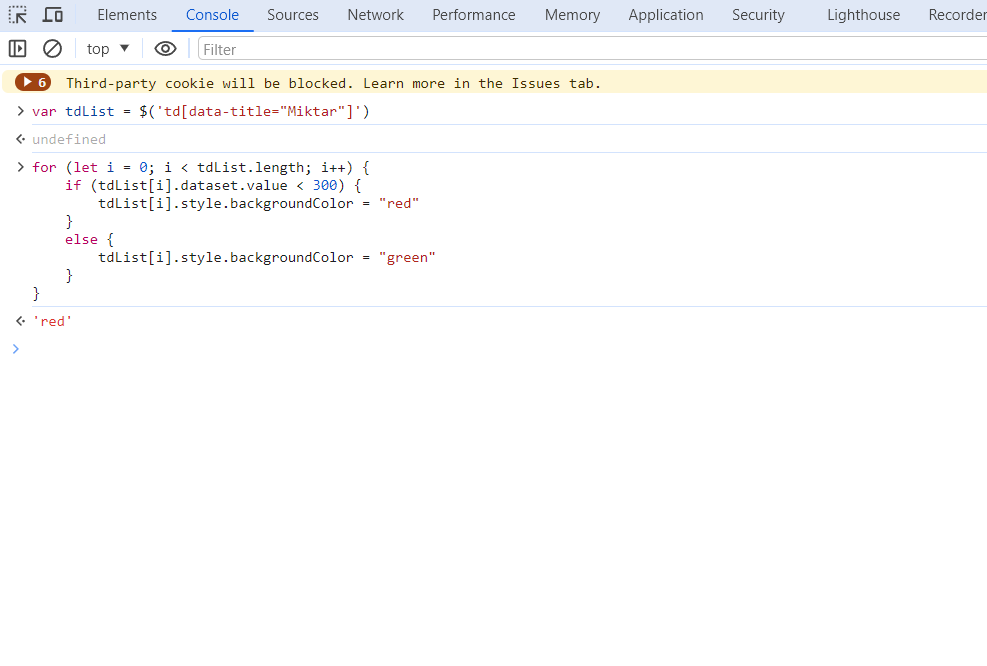 Elements Console Sources Network Performance Memory Application Security Lighthouse Recorder
top Filter
6 Third-party cookie will be blocked. Learn more in the Issues tab.
var tdList = $('td[data-title="Miktar"]')
undefined
for (let i = 0; i < tdList.length; i++) {
    if (tdList[i].dataset.value < 300) {
        tdList[i].style.backgroundColor = "red"
    }
    else {
        tdList[i].style.backgroundColor = "green"
    }
}
'red'